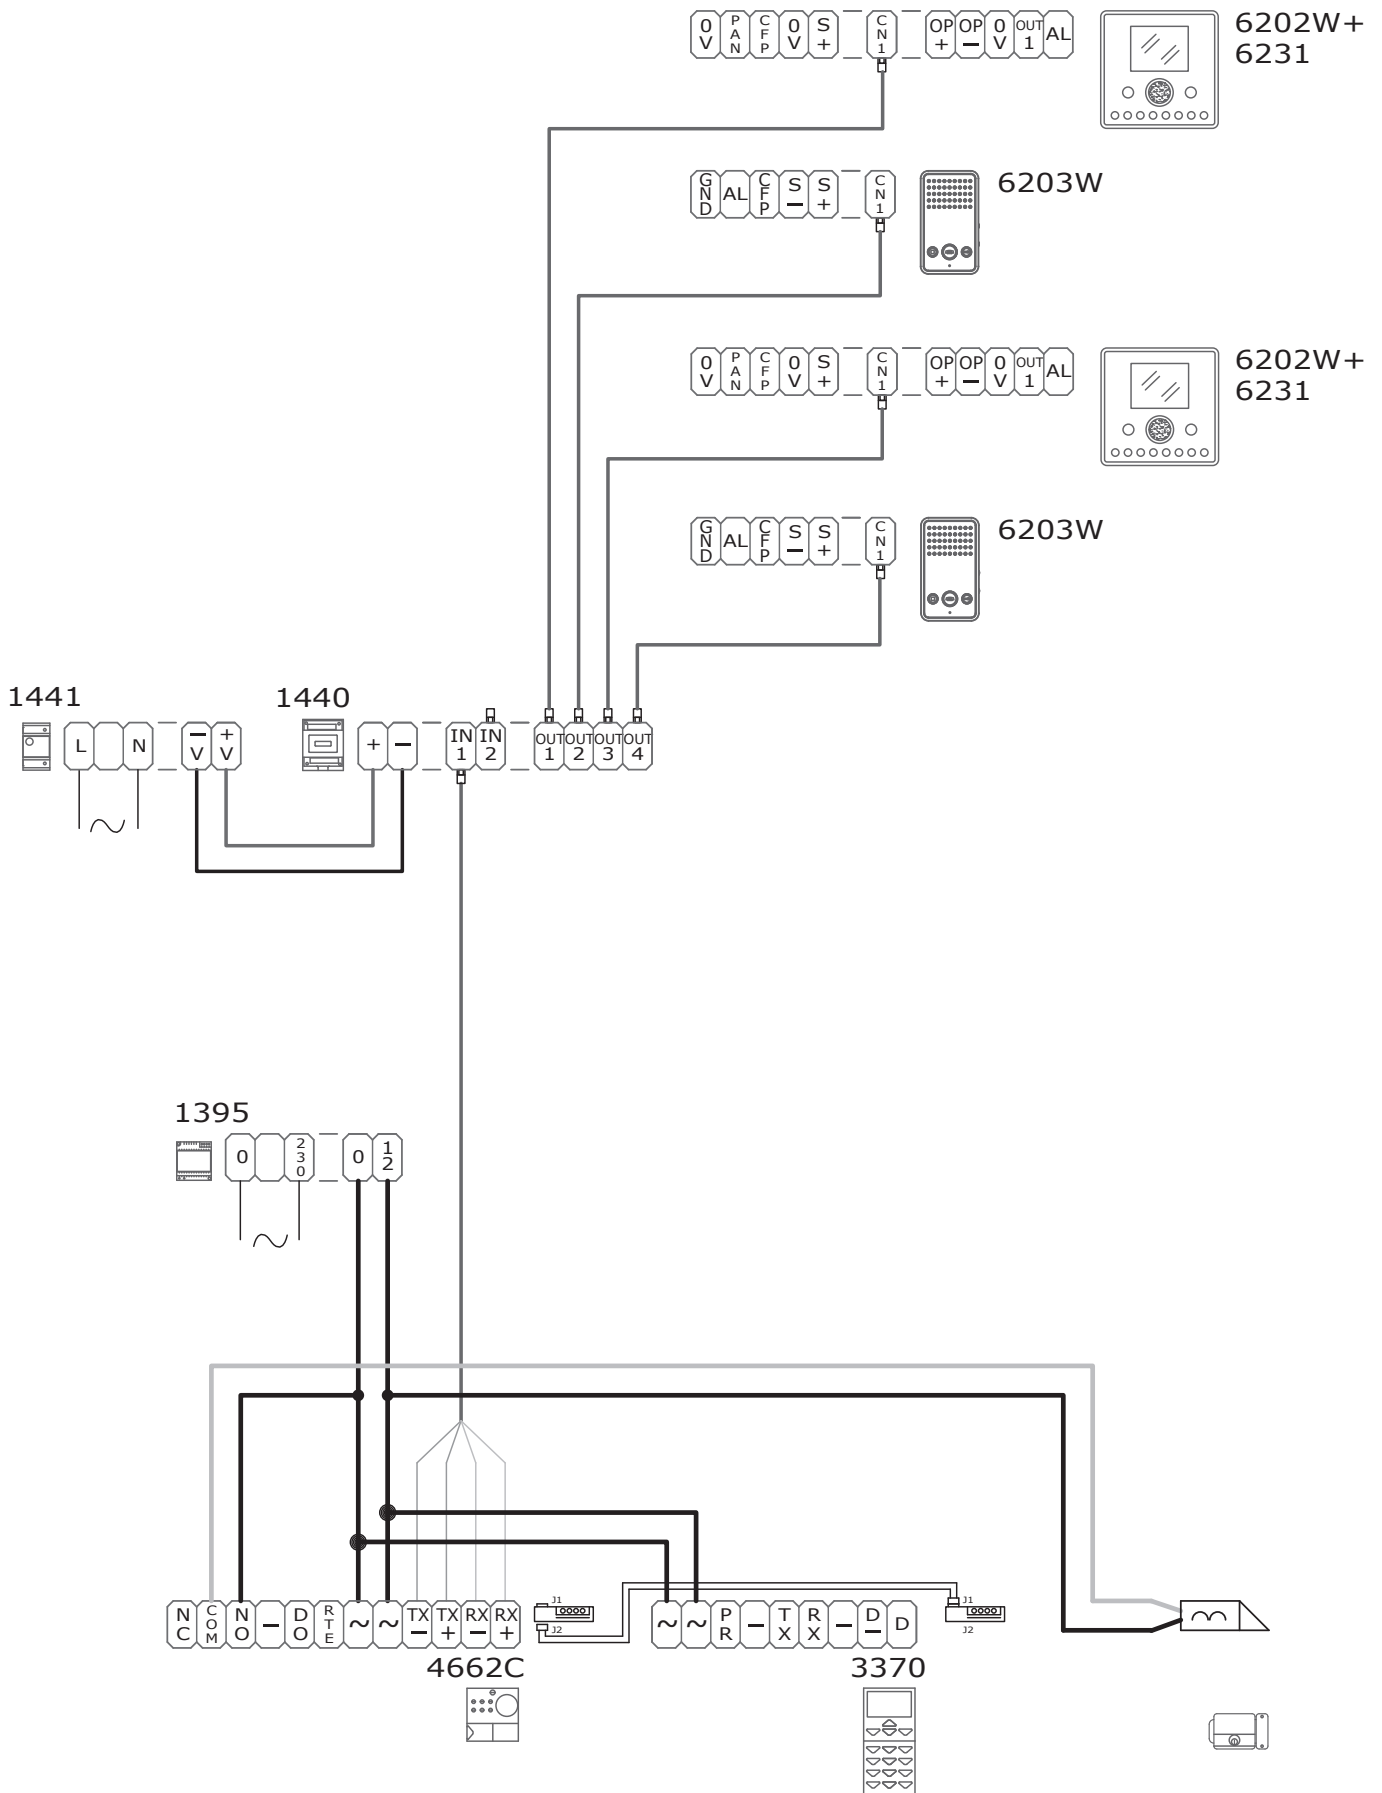 0V PAN CFP 0V S+ CN1 OP+ OP− 0V OUT1 AL
6202W+
6231
GND AL CFP S− S+ CN1
6203W
0V PAN CFP 0V S+ CN1 OP+ OP− 0V OUT1 AL
6202W+
6231
GND AL CFP S− S+ CN1
6203W
1441
L N −V +V
1440
+ − IN1 IN2 OUT1 OUT2 OUT3 OUT4
1395
0 230 0 12
NC COM NO − DO RTE ~ ~ TX− TX+ RX− RX+
J1
J2
4662C
~ ~ PR − TX RX − D− D
J1
J2
3370